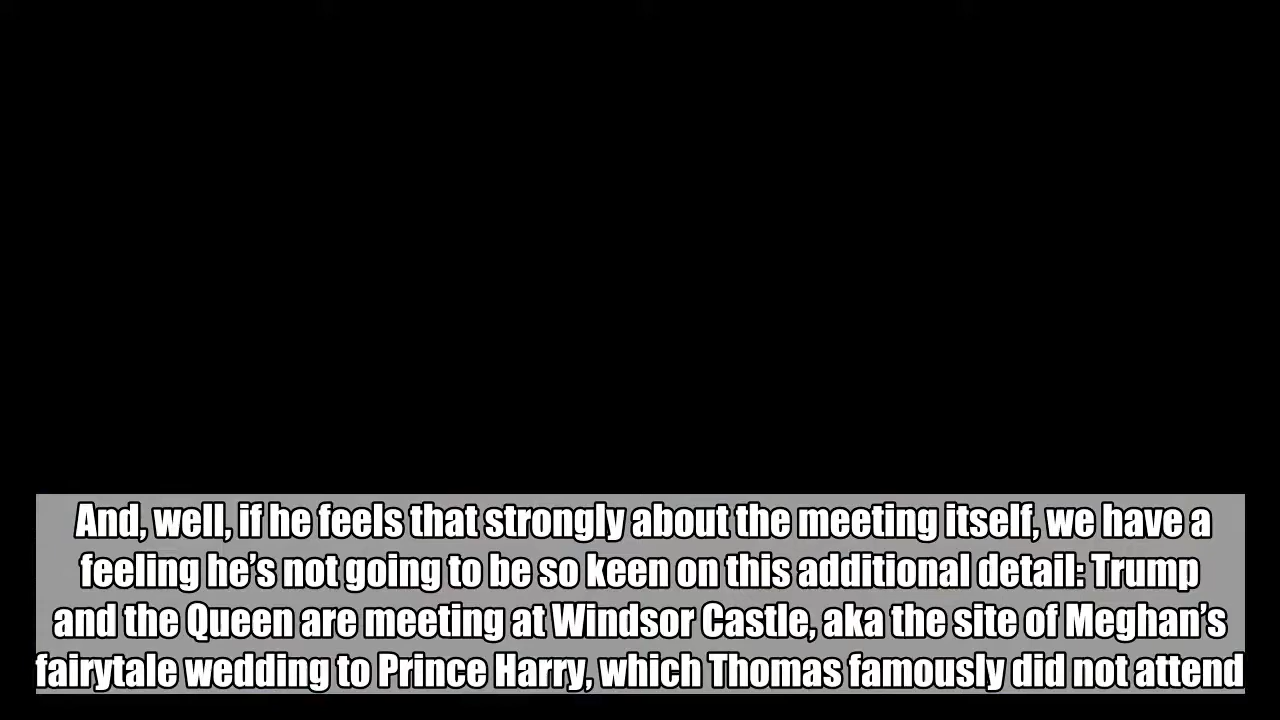 And, well, if he feels that strongly about the meeting itself, we have a
feeling he’s not going to be so keen on this additional detail: Trump
and the Queen are meeting at Windsor Castle, aka the site of Meghan’s
fairytale wedding to Prince Harry, which Thomas famously did not attend